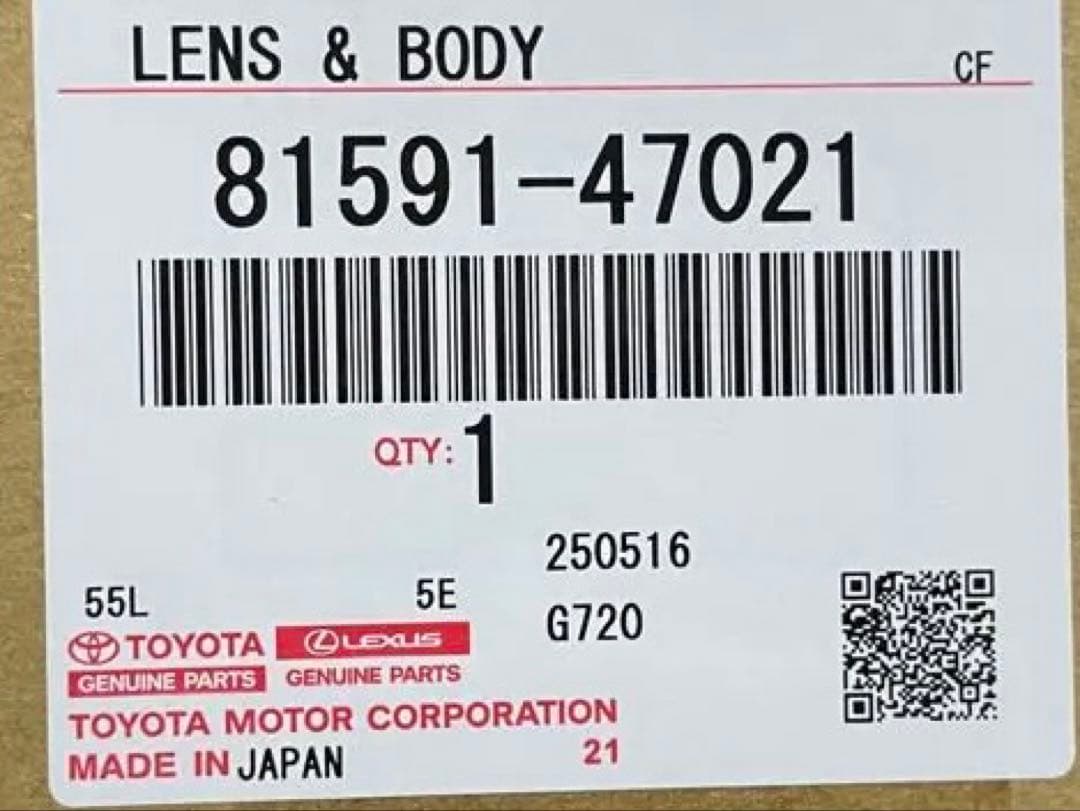 LENS & BODY CF
81591-47021
QTY: 1
250516
55L 5E
G720
TOYOTA LEXUS
GENUINE PARTS GENUINE PARTS
TOYOTA MOTOR CORPORATION
MADE IN JAPAN 21